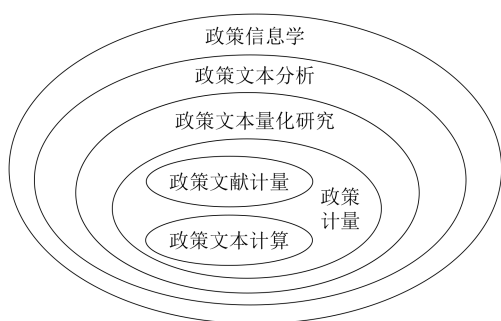 政策信息学
政策文本分析
政策文本量化研究
政策文献计量
政策
计量
政策文本计算